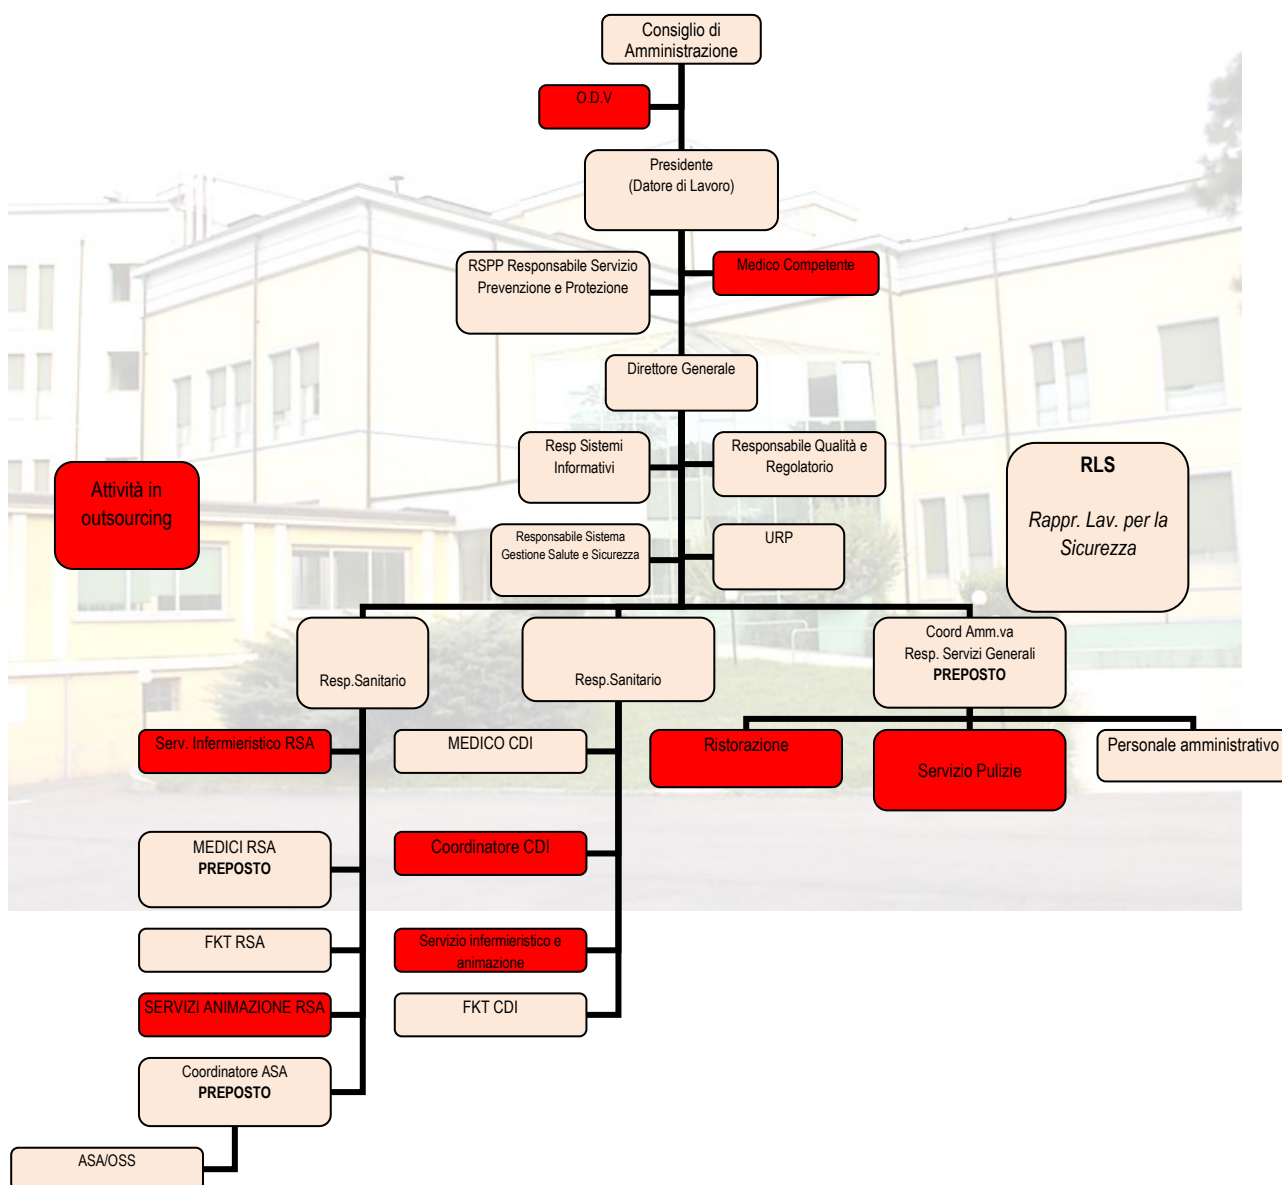 Consiglio di
Amministrazione
O.D.V
Presidente
(Datore di Lavoro)
RSPP Responsabile Servizio
Prevenzione e Protezione
Medico Competente
Direttore Generale
Resp Sistemi
Informativi
Responsabile Qualità e
Regolatorio
RLS
Rappr. Lav. per la
Sicurezza
Attività in
outsourcing
Responsabile Sistema
Gestione Salute e Sicurezza
URP
Resp.Sanitario
Resp.Sanitario
Coord Amm.va
Resp. Servizi Generali
PREPOSTO
Serv. Infermieristico RSA
MEDICO CDI
Ristorazione
Servizio Pulizie
Personale amministrativo
MEDICI RSA
PREPOSTO
Coordinatore CDI
FKT RSA
Servizio infermieristico e
animazione
SERVIZI ANIMAZIONE RSA
FKT CDI
Coordinatore ASA
PREPOSTO
ASA/OSS